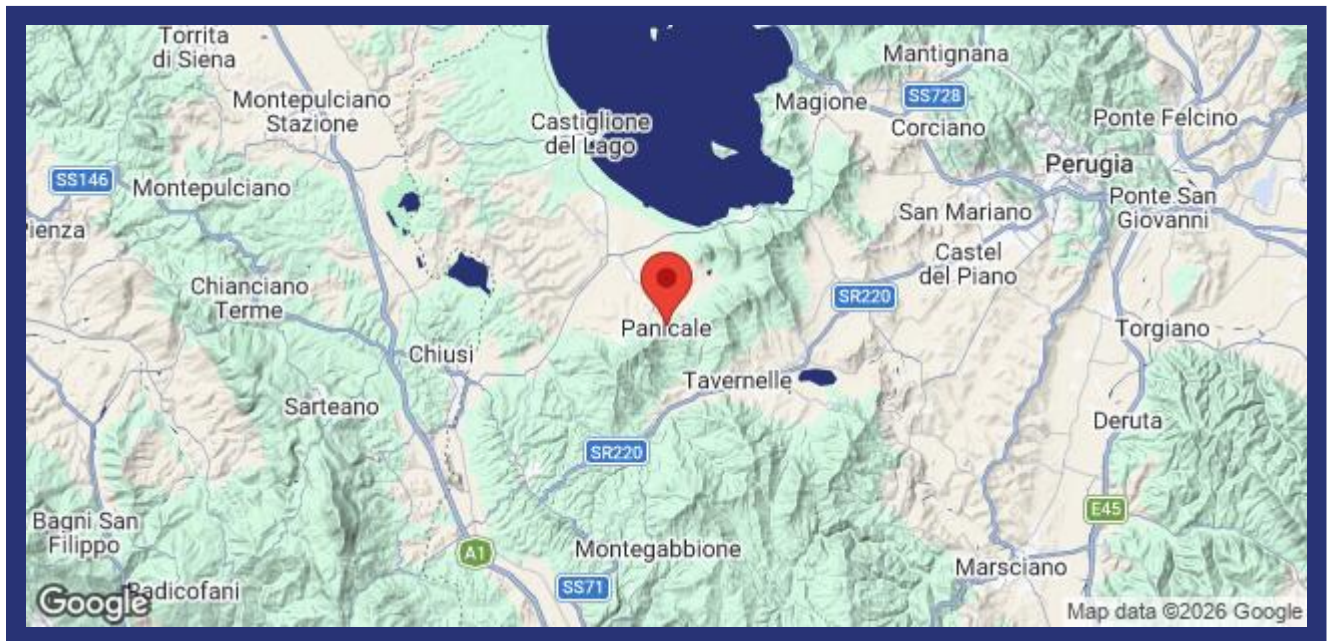 Torrita
di Siena
Mantignana
Montepulciano
Stazione
Magione
SS728
Castiglione
del Lago
Corciano
Ponte Felcino
Perugia
SS146
Montepulciano
Ponte San
Giovanni
San Mariano
ienza
Castel
del Piano
Chianciano
Terme
SR220
Panicale
Torgiano
Chiusi
Tavernelle
Sarteano
Deruta
SR220
E45
Bagni San
Filippo
A1
Montegabbione
Marsciano
SS71
Radicofani
Google
Map data ©2026 Google